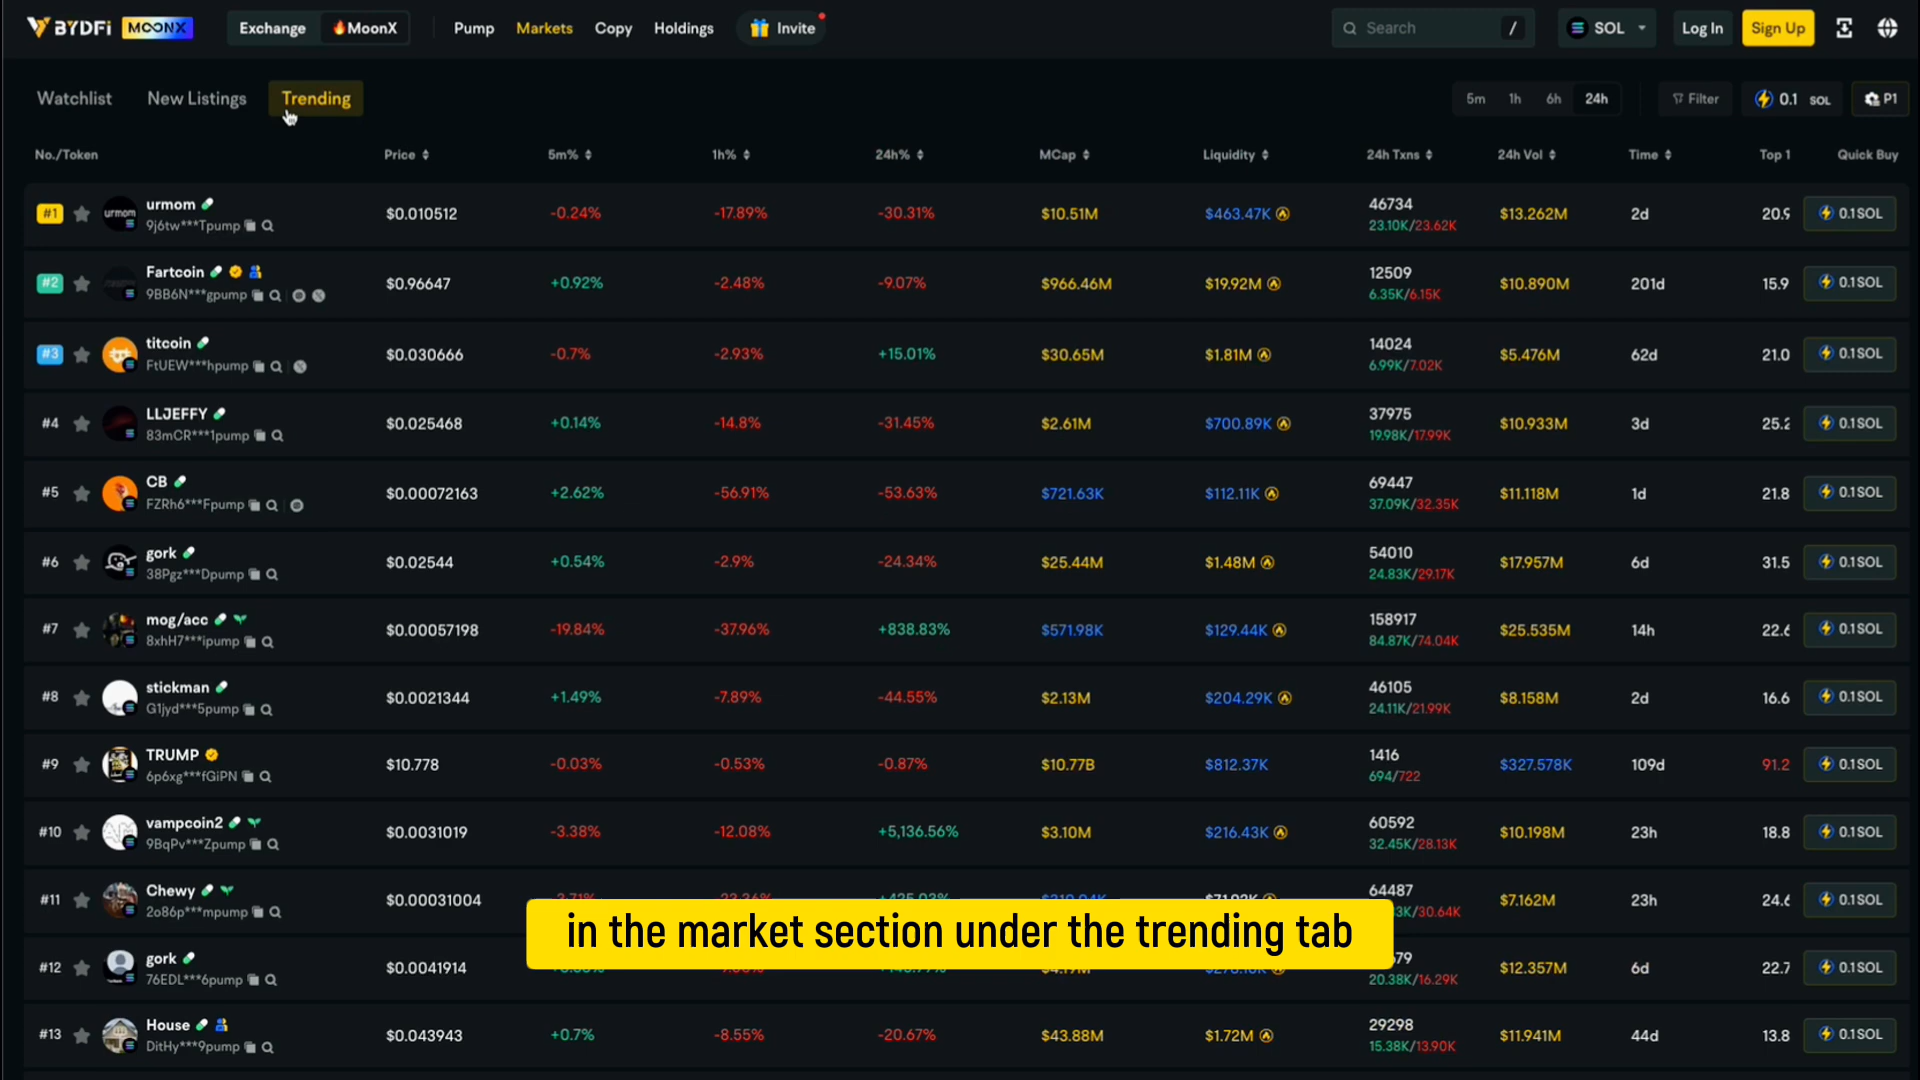 BYDFi MOONX Exchange MoonX Pump Markets Copy Holdings Invite Search / SOL Log In Sign Up
Watchlist New Listings Trending 5m 1h 6h 24h Filter 0.1 SOL P1
No./Token Price 5m% 1h% 24h% MCap Liquidity 24h Txns 24h Vol Time Top 1 Quick Buy
#1 urmom urmom $0.010512 -0.24% -17.89% -30.31% $10.51M $463.47K 46734 $13.262M 2d 20.9 0.1SOL
9j6tw***Tpump 23.10K/23.62K
#2 Fartcoin $0.96647 +0.92% -2.48% -9.07% $966.46M $19.92M 12509 $10.890M 201d 15.9 0.1SOL
9BB6N***gpump 6.35K/6.15K
#3 titcoin $0.030666 -0.7% -2.93% +15.01% $30.65M $1.81M 14024 $5.476M 62d 21.0 0.1SOL
FtUEW***hpump 6.99K/7.02K
#4 LLJEFFY $0.025468 +0.14% -14.8% -31.45% $2.61M $700.89K 37975 $10.933M 3d 25.2 0.1SOL
83mCR***1pump 19.98K/17.99K
#5 CB $0.00072163 +2.62% -56.91% -53.63% $721.63K $112.11K 69447 $11.118M 1d 21.8 0.1SOL
FZRh6***Fpump 37.09K/32.35K
#6 gork $0.02544 +0.54% -2.9% -24.34% $25.44M $1.48M 54010 $17.957M 6d 31.5 0.1SOL
38Pgz***Dpump 24.83K/29.17K
#7 mog/acc $0.00057198 -19.84% -37.96% +838.83% $571.98K $129.44K 158917 $25.535M 14h 22.6 0.1SOL
8xhH7***ipump 84.87K/74.04K
#8 stickman $0.0021344 +1.49% -7.89% -44.55% $2.13M $204.29K 46105 $8.158M 2d 16.6 0.1SOL
G1jyd***5pump 24.11K/21.99K
#9 TRUMP $10.778 -0.03% -0.53% -0.87% $10.77B $812.37K 1416 $327.578K 109d 91.2 0.1SOL
6p6xg***fGiPN 694/722
#10 vampcoin2 $0.0031019 -3.38% -12.08% +5,136.56% $3.10M $216.43K 60592 $10.198M 23h 18.8 0.1SOL
9BqPv***Zpump 32.45K/28.13K
#11 Chewy $0.00031004 64487 $7.162M 23h 24.6 0.1SOL
2o86p***mpump 30.64K
in the market section under the trending tab
#12 gork $0.0041914 $12.357M 6d 22.7 0.1SOL
76EDL***6pump 20.38K/16.29K
#13 House $0.043943 +0.7% -8.55% -20.67% $43.88M $1.72M 29298 $11.941M 44d 13.8 0.1SOL
DitHy***9pump 15.38K/13.90K